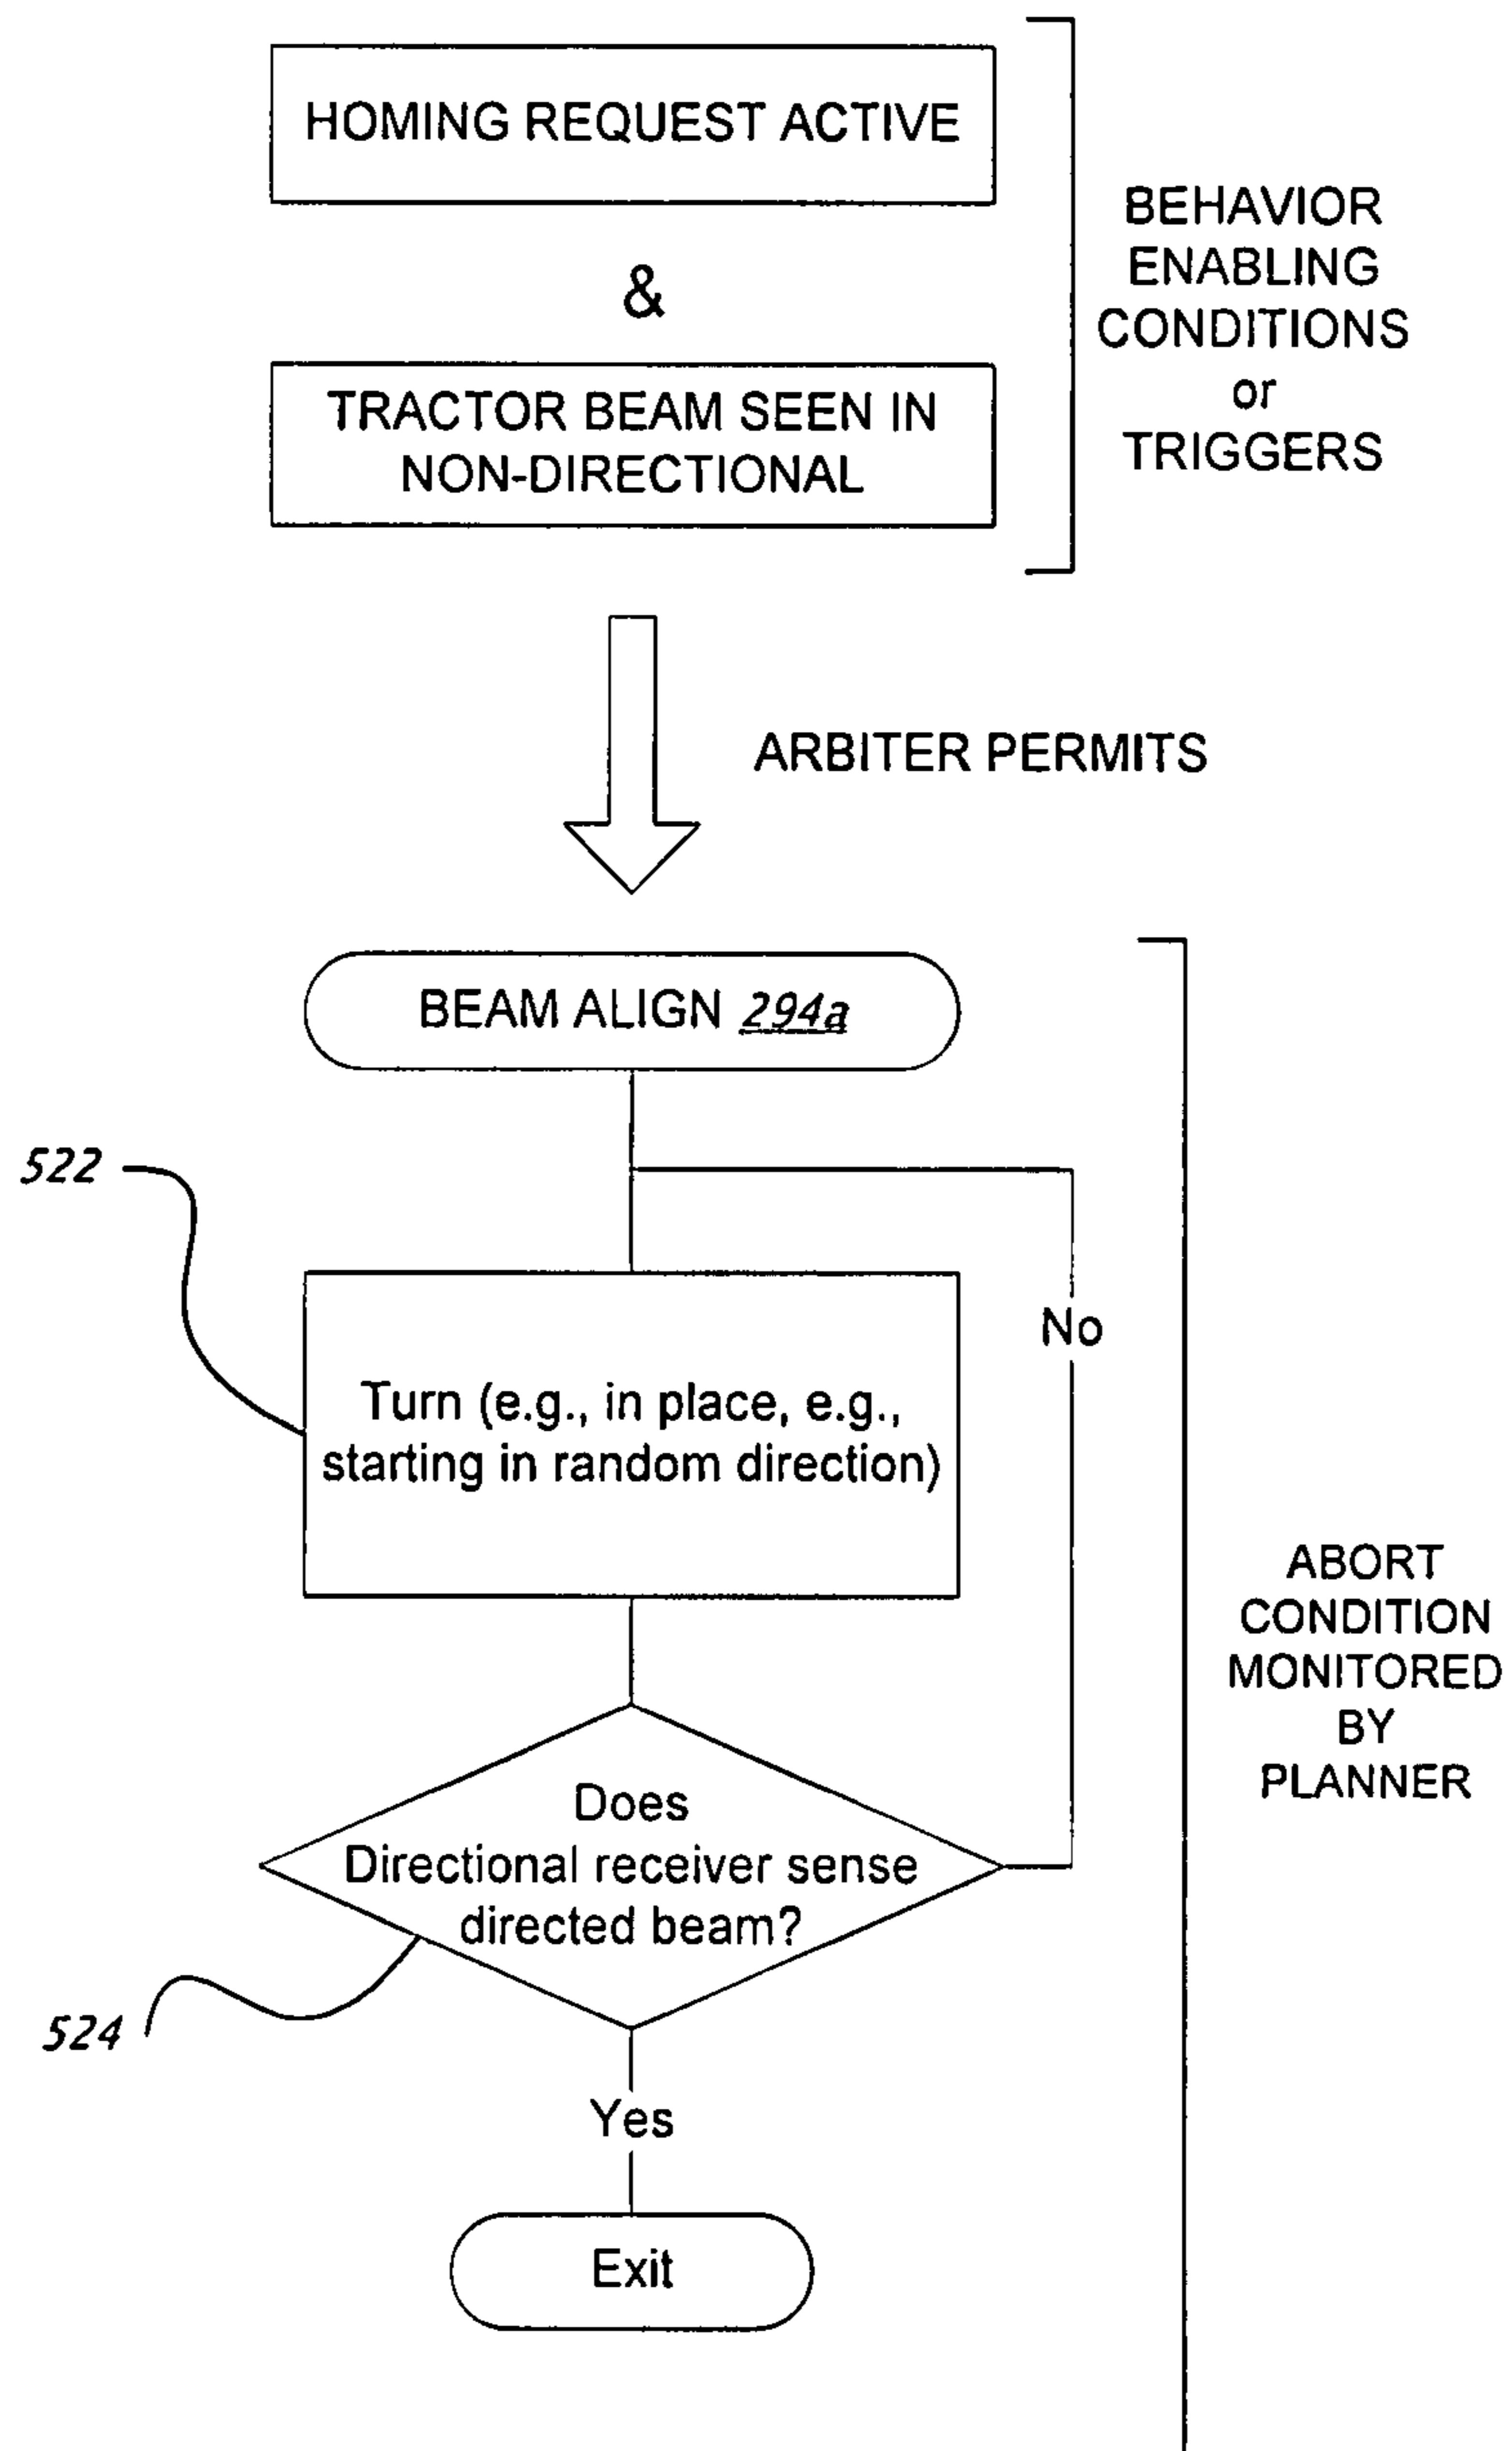 HOMING REQUEST ACTIVE
&
TRACTOR BEAM SEEN IN
NON-DIRECTIONAL
BEHAVIOR
ENABLING
CONDITIONS
or
TRIGGERS
ARBITER PERMITS
BEAM ALIGN 294a
522
No
Turn (e.g., in place, e.g.,
starting in random direction)
ABORT
CONDITION
MONITORED
BY
PLANNER
Does
Directional receiver sense
directed beam?
524
Yes
Exit